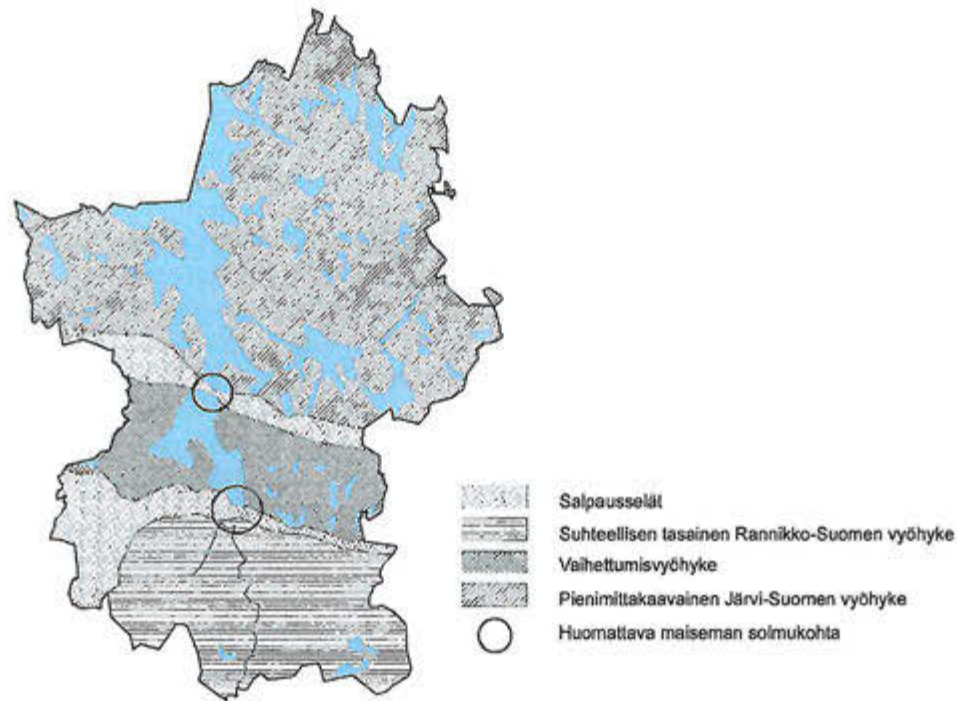 Salpausselät
Suhteellisen tasainen Rannikko-Suomen vyöhyke
Vaihettumisvyöhyke
Pienimittakaavainen Järvi-Suomen vyöhyke
Huomattava maiseman solmukohta